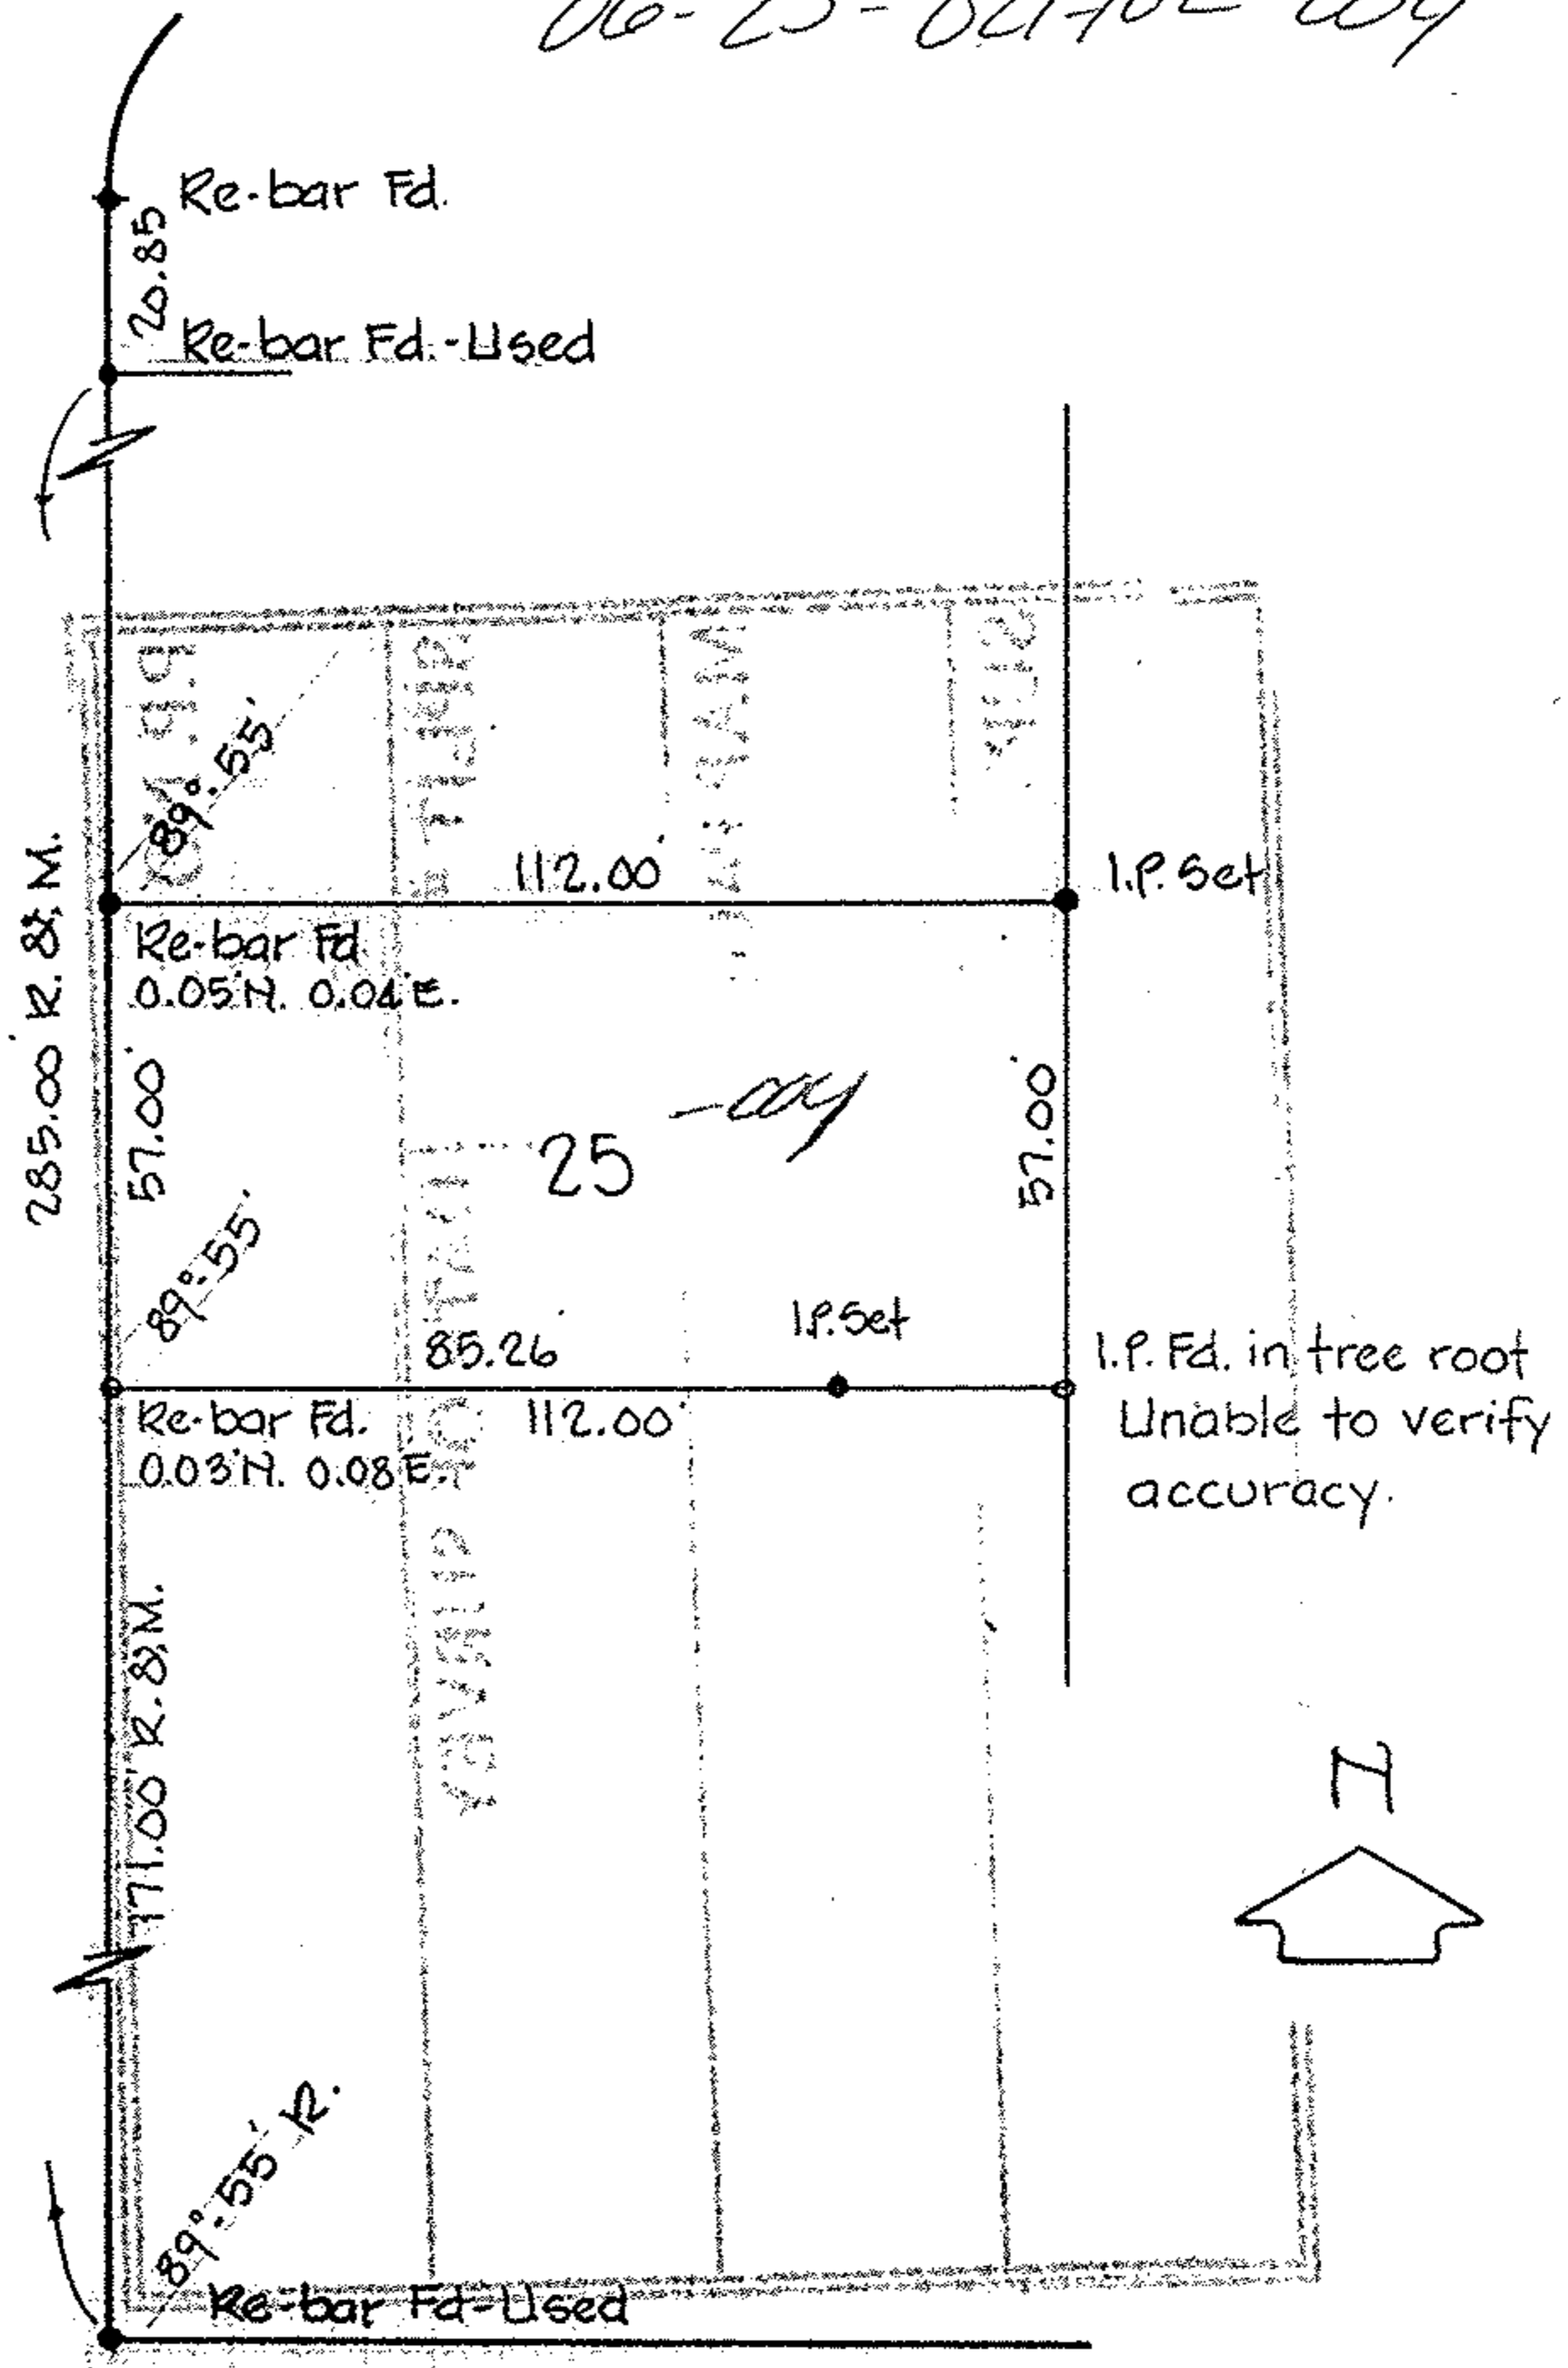 Re-bar Fd.
20.85
Re-bar Fd.-Used
89°-55'
285.00' R. & M.
112.00'
I.P. Set
Re-bar Fd.
0.05'N. 0.04'E.
57.00'
25
57.00'
89°-55'
85.26'
I.P. Set
112.00'
Re-bar Fd.
0.03'N. 0.08'E.
I.P. Fd. in tree root
Unable to verify
accuracy.
171.00' R. & M.
N
89°-55' R.
Re-bar Fd-Used